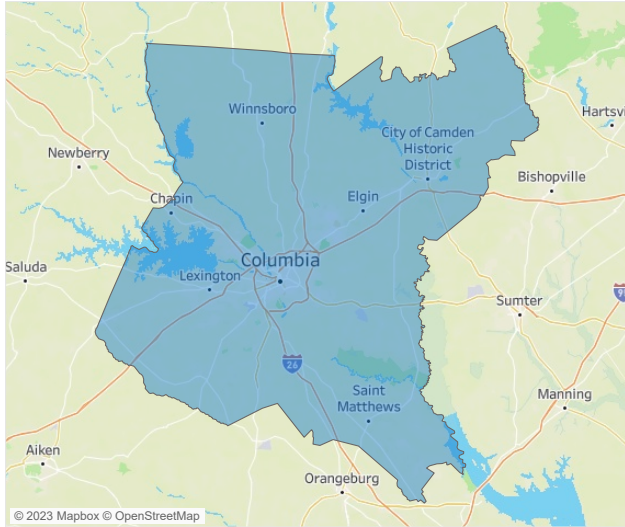 Winnsboro
City of Camden
Historic
District
Hartsv
Newberry
Bishopville
Chapin
Elgin
Columbia
Saluda
Lexington
Sumter
95
26
Saint
Matthews
Manning
Aiken
Orangeburg
© 2023 Mapbox © OpenStreetMap